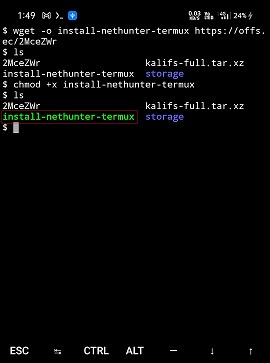 1:49
0.03 KB/S
24%
$ wget -o install-nethunter-termux https://offs.
ec/2MceZWr
$ ls
2MceZWr kalifs-full.tar.xz
install-nethunter-termux storage
$ chmod +x install-nethunter-termux
$ ls
2MceZWr kalifs-full.tar.xz
install-nethunter-termux storage
$
ESC CTRL ALT — ↓ ↑